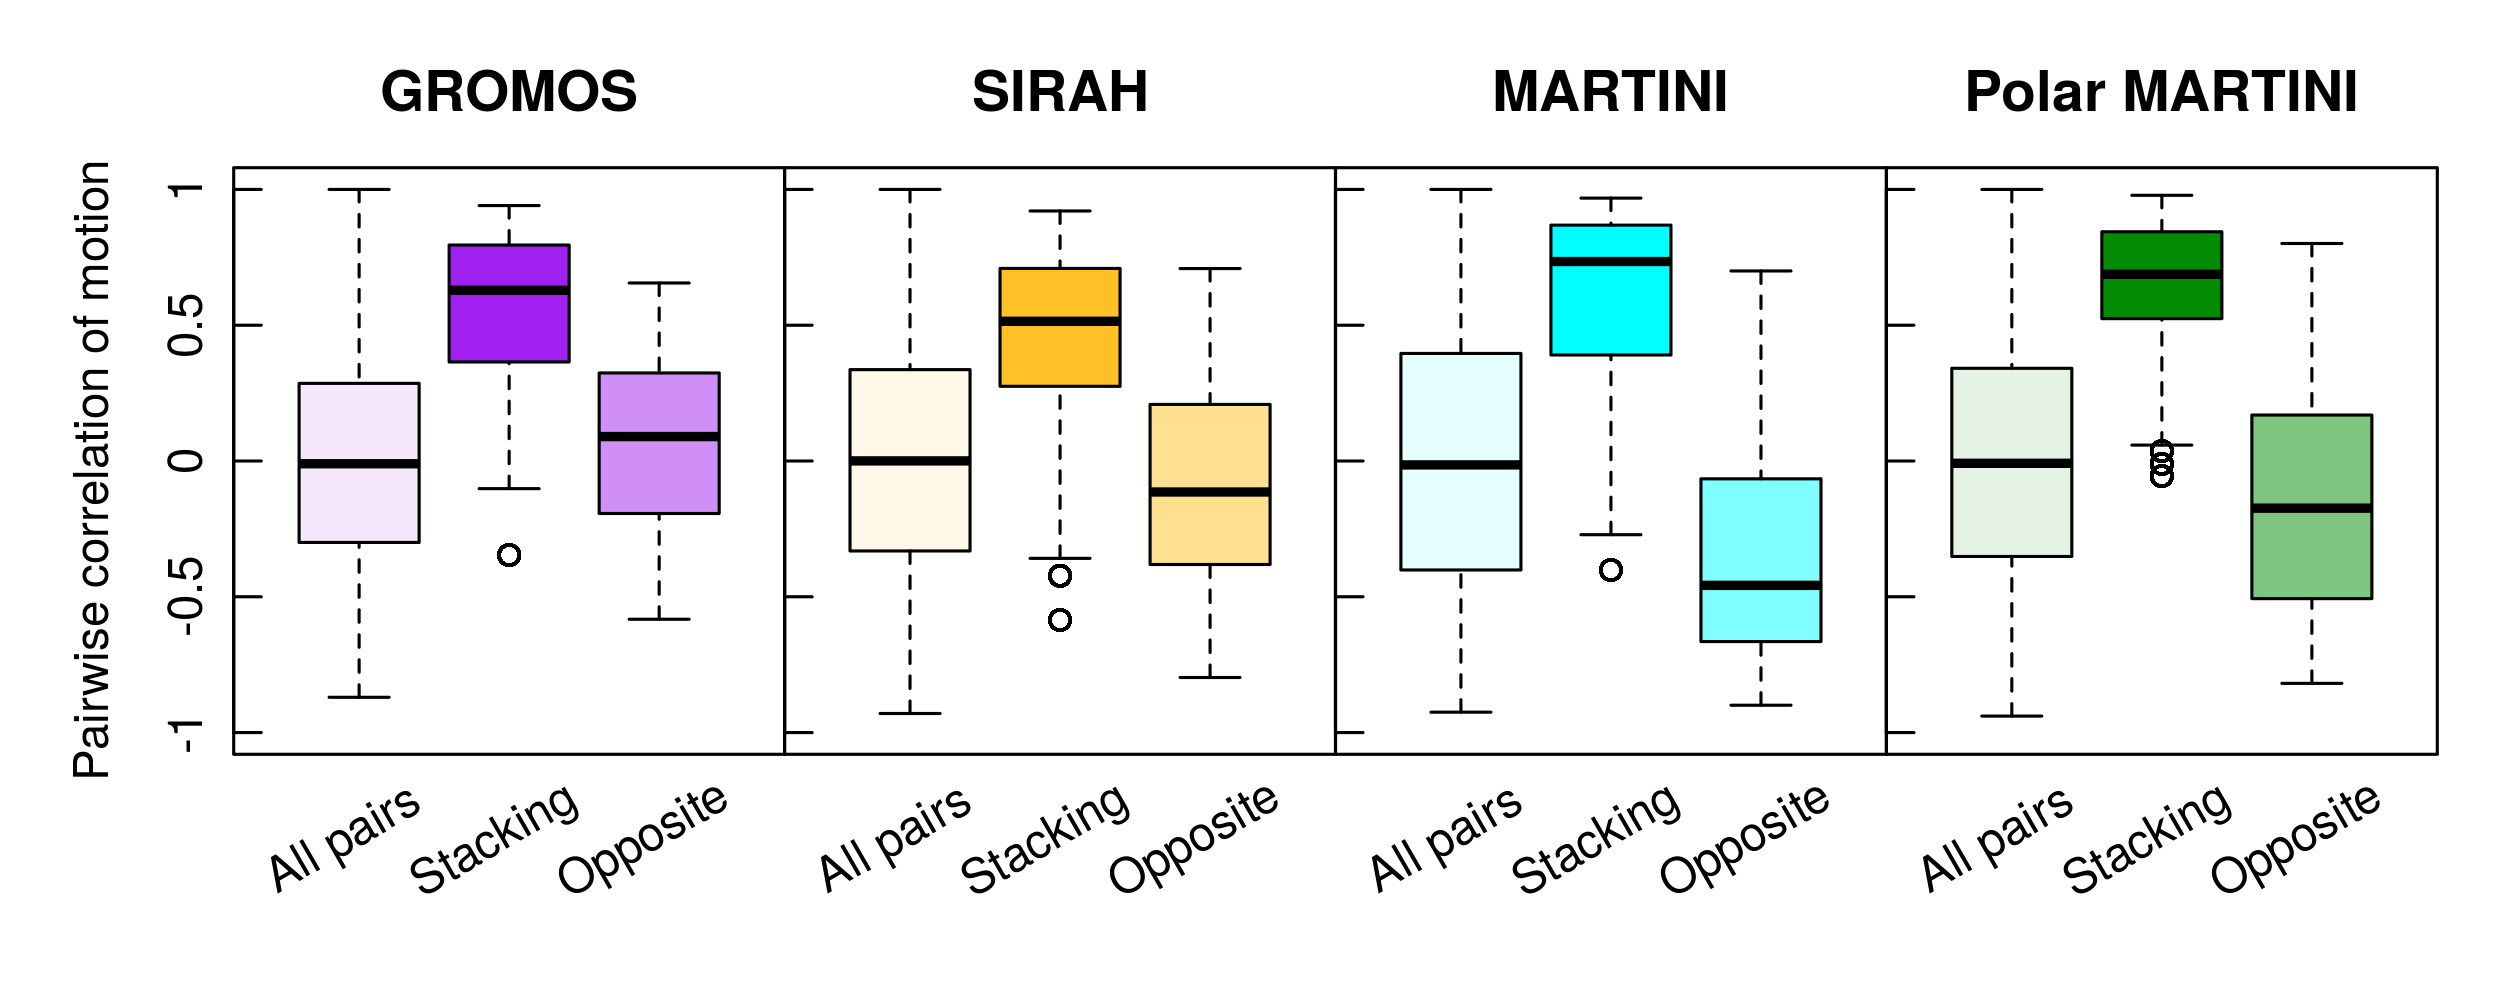 GROMOS
SIRAH
MARTINI
Polar MARTINI
Pairwise correlation of motion
1
0.5
0
-0.5
-1
All pairs
Stacking
Opposite
All pairs
Stacking
Opposite
All pairs
Stacking
Opposite
All pairs
Stacking
Opposite